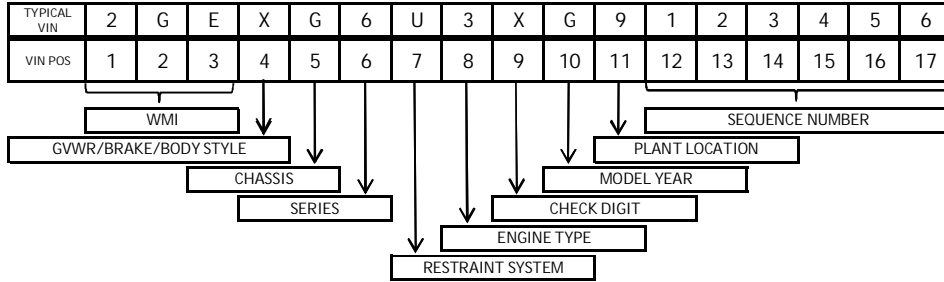 TYPICAL VIN 2 G E X G 6 U 3 X G 9 1 2 3 4 5 6
VIN POS 1 2 3 4 5 6 7 8 9 10 11 12 13 14 15 16 17
WMI SEQUENCE NUMBER
GVWR/BRAKE/BODY STYLE PLANT LOCATION
CHASSIS MODEL YEAR
SERIES CHECK DIGIT
ENGINE TYPE
RESTRAINT SYSTEM